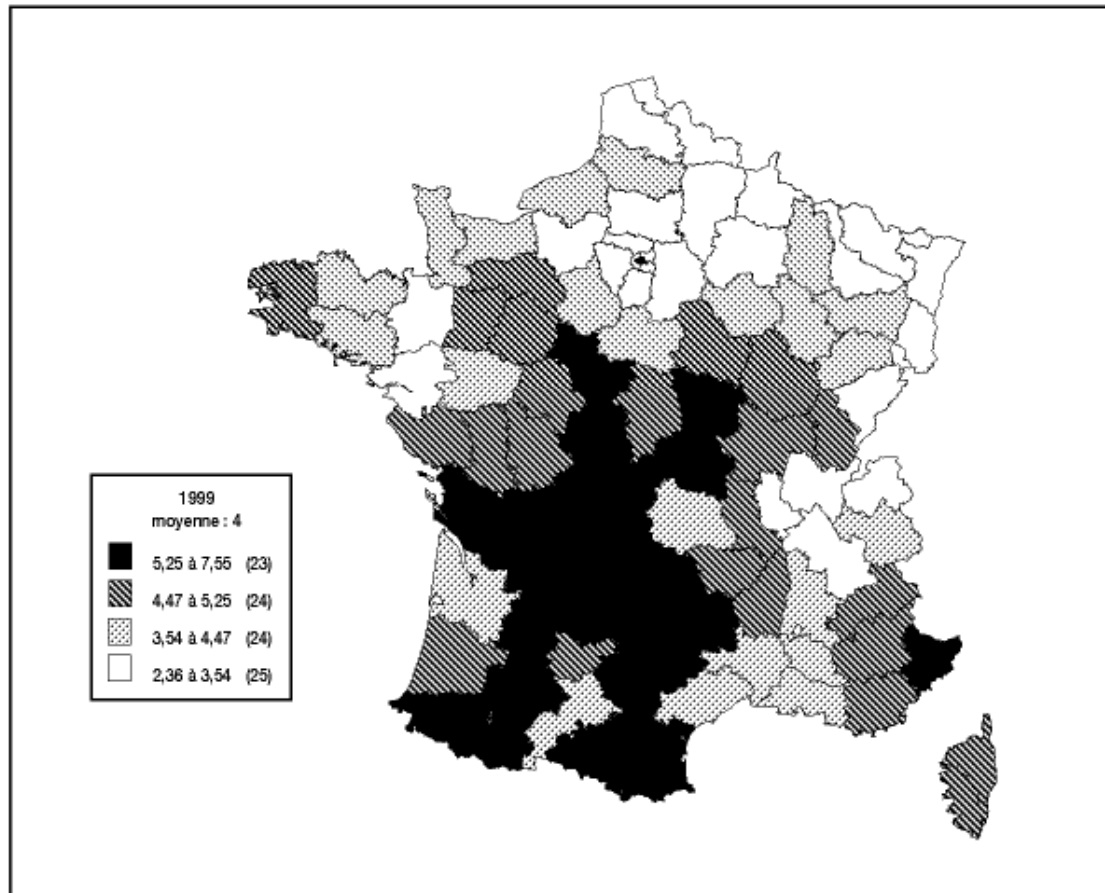 1999
moyenne : 4
5,25 à 7,55 (23)
4,47 à 5,25 (24)
3,54 à 4,47 (24)
2,36 à 3,54 (25)